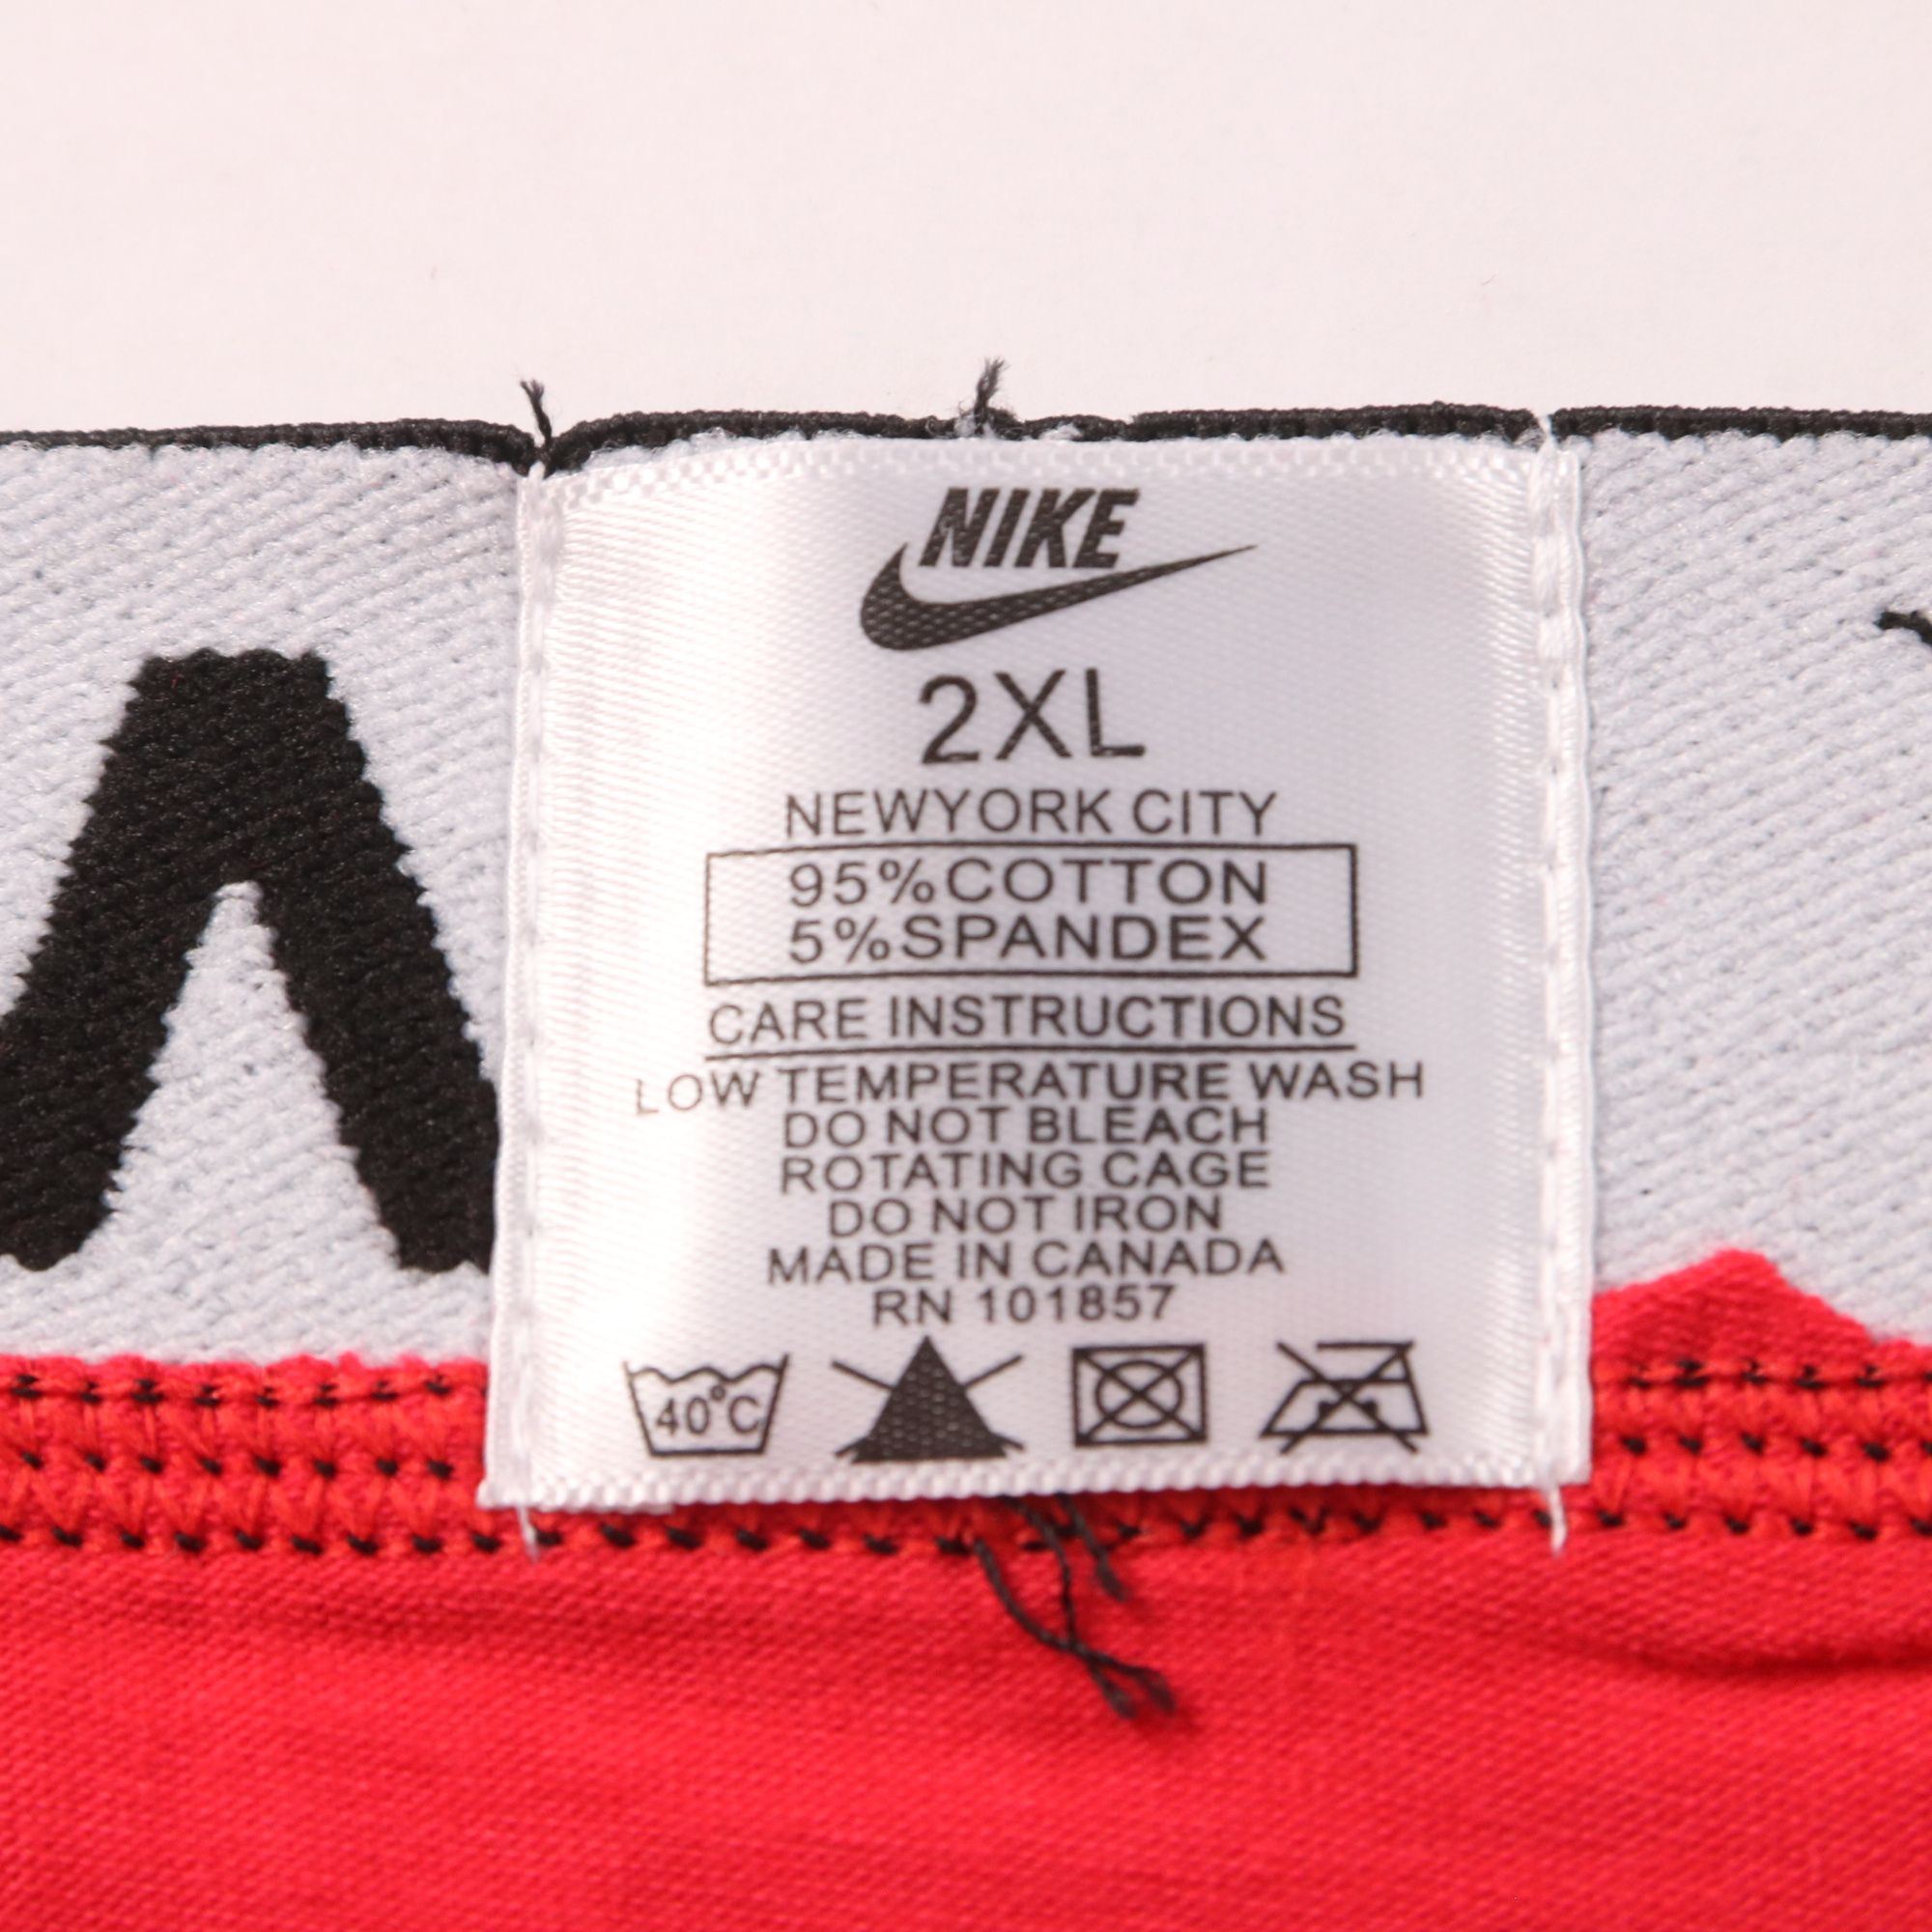 NIKE
2XL
NEWYORK CITY
95%COTTON
5%SPANDEX
CARE INSTRUCTIONS
LOW TEMPERATURE WASH
DO NOT BLEACH
ROTATING CAGE
DO NOT IRON
MADE IN CANADA
RN 101857
40°C